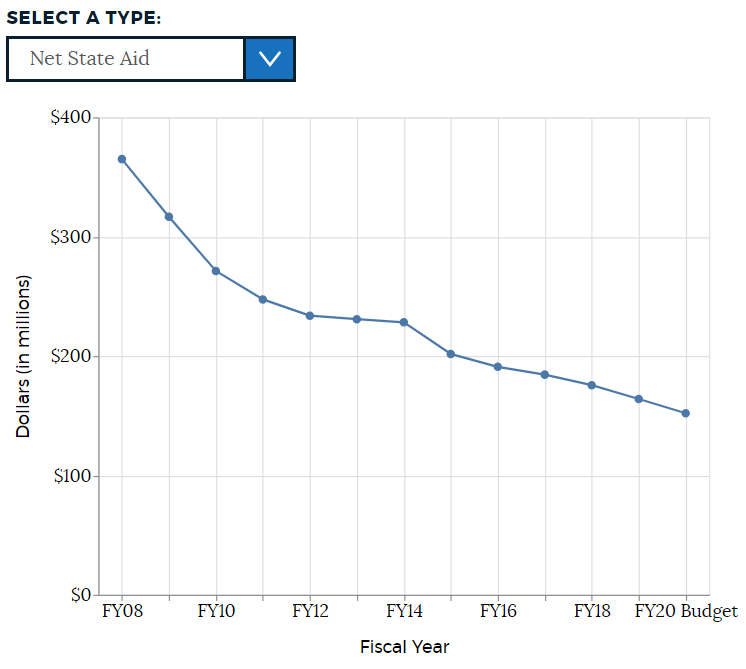 SELECT A TYPE:
Net State Aid
$400
$300
$200
$100
$0
Dollars (in millions)
FY08 FY10 FY12 FY14 FY16 FY18 FY20 Budget
Fiscal Year